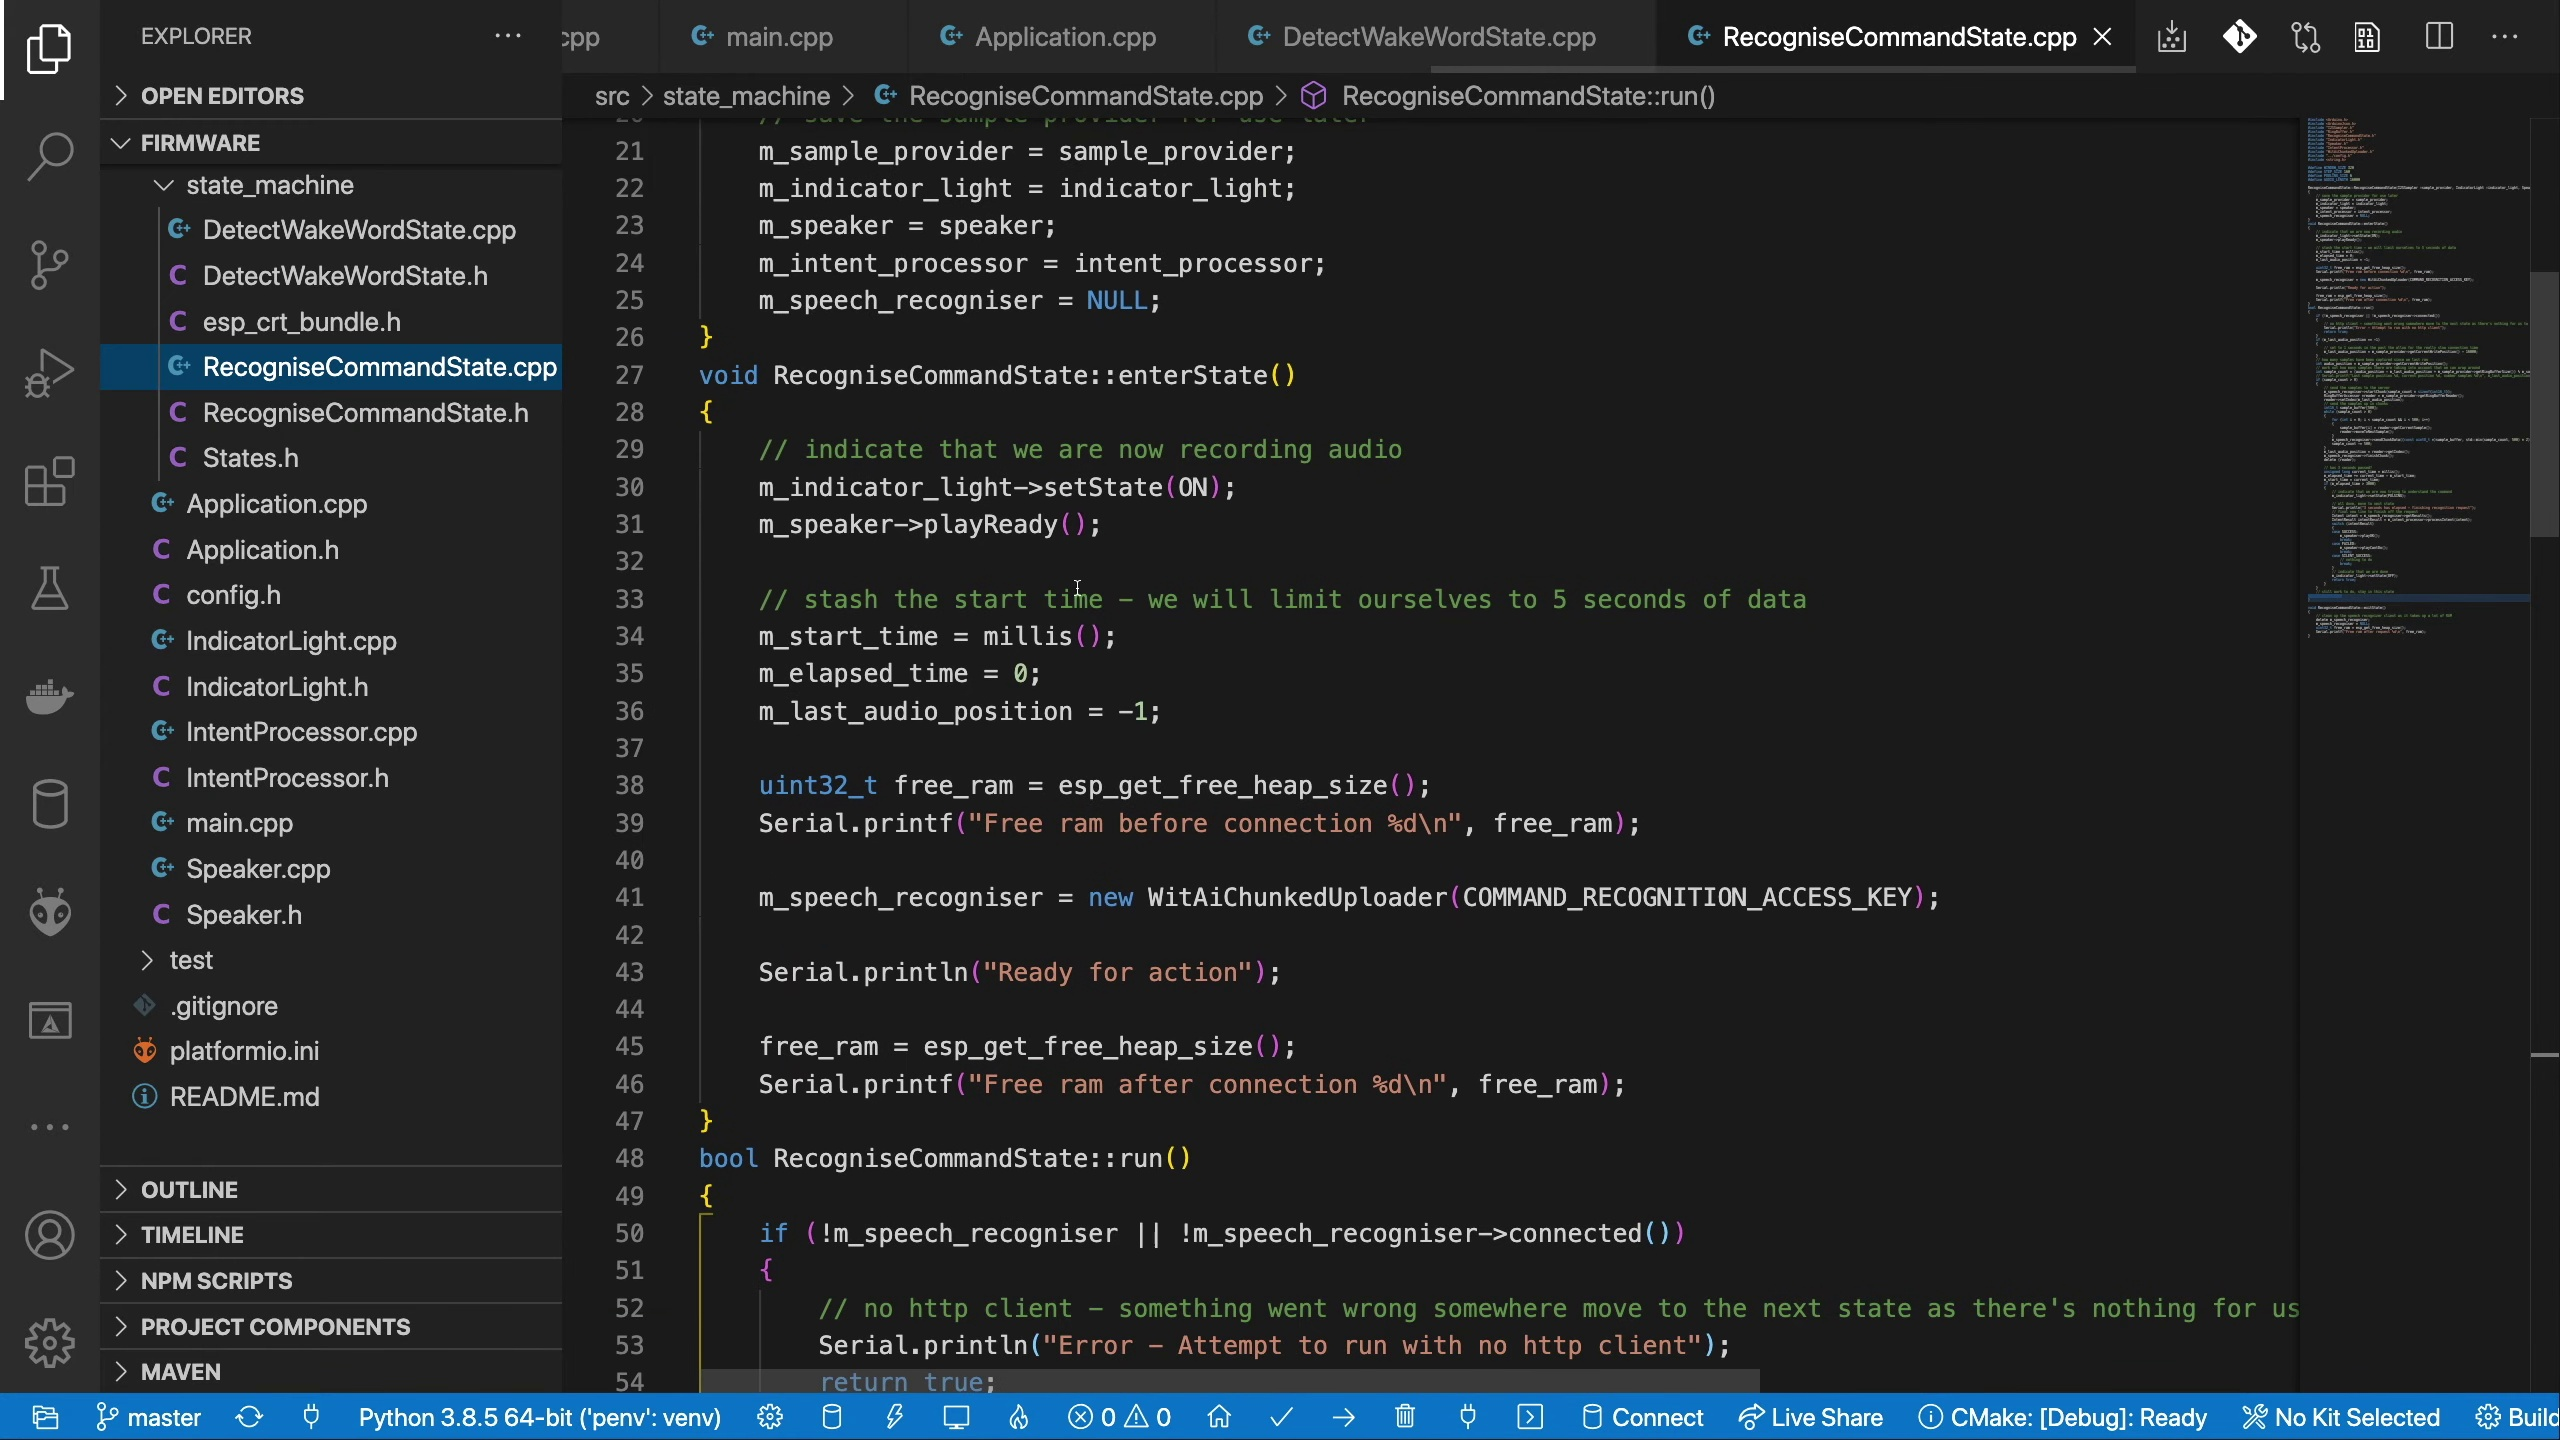 EXPLORER
OPEN EDITORS
FIRMWARE
state_machine
DetectWakeWordState.cpp
DetectWakeWordState.h
esp_crt_bundle.h
RecogniseCommandState.cpp
RecogniseCommandState.h
States.h
Application.cpp
Application.h
config.h
IndicatorLight.cpp
IndicatorLight.h
IntentProcessor.cpp
IntentProcessor.h
main.cpp
Speaker.cpp
Speaker.h
test
.gitignore
platformio.ini
README.md
OUTLINE
TIMELINE
NPM SCRIPTS
PROJECT COMPONENTS
MAVEN
cpp main.cpp Application.cpp DetectWakeWordState.cpp RecogniseCommandState.cpp
src > state_machine > RecogniseCommandState.cpp > RecogniseCommandState::run()
20 // save the sample provider for use later
21 m_sample_provider = sample_provider;
22 m_indicator_light = indicator_light;
23 m_speaker = speaker;
24 m_intent_processor = intent_processor;
25 m_speech_recogniser = NULL;
26 }
27 void RecogniseCommandState::enterState()
28 {
29 // indicate that we are now recording audio
30 m_indicator_light->setState(ON);
31 m_speaker->playReady();
32
33 // stash the start time – we will limit ourselves to 5 seconds of data
34 m_start_time = millis();
35 m_elapsed_time = 0;
36 m_last_audio_position = -1;
37
38 uint32_t free_ram = esp_get_free_heap_size();
39 Serial.printf("Free ram before connection %d\n", free_ram);
40
41 m_speech_recogniser = new WitAiChunkedUploader(COMMAND_RECOGNITION_ACCESS_KEY);
42
43 Serial.println("Ready for action");
44
45 free_ram = esp_get_free_heap_size();
46 Serial.printf("Free ram after connection %d\n", free_ram);
47 }
48 bool RecogniseCommandState::run()
49 {
50 if (!m_speech_recogniser || !m_speech_recogniser->connected())
51 {
52 // no http client – something went wrong somewhere move to the next state as there's nothing for us
53 Serial.println("Error – Attempt to run with no http client");
54 return true;
master Python 3.8.5 64-bit ('penv': venv) 0 0 Connect Live Share CMake: [Debug]: Ready No Kit Selected Build